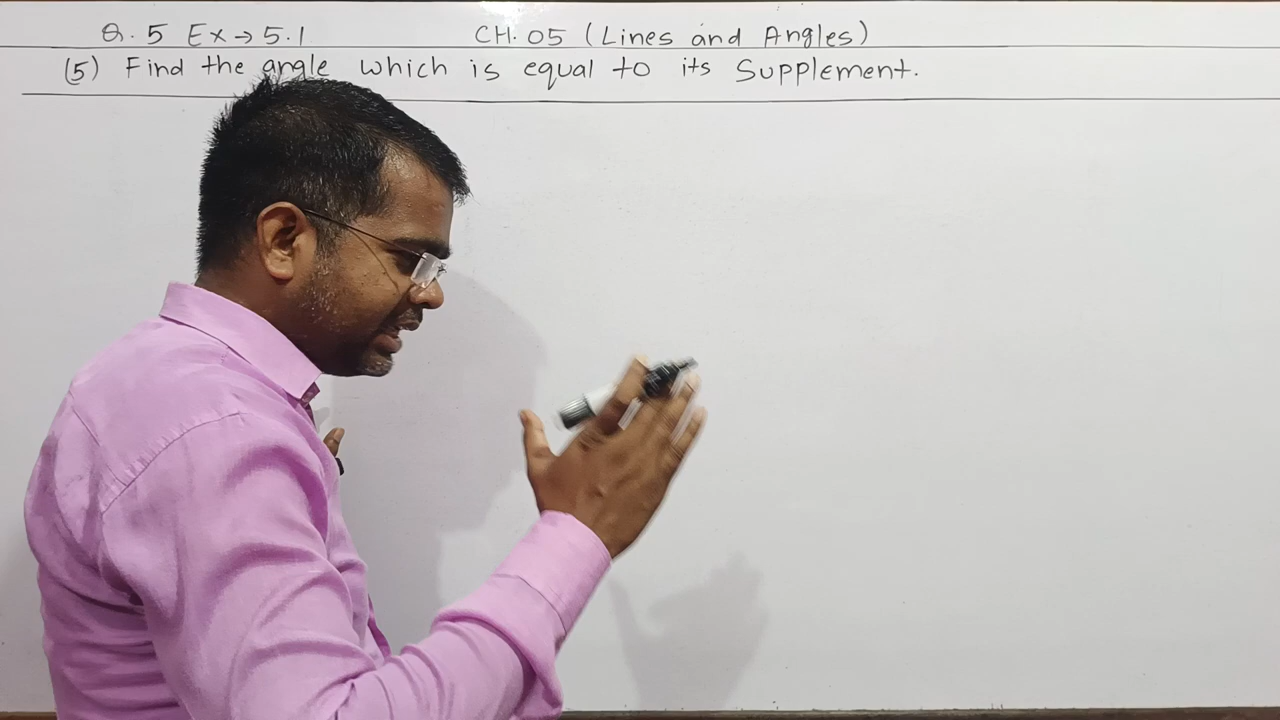 Q. 5 Ex → 5.1 CH. 05 (Lines and Angles)
(5) Find the angle which is equal to its Supplement.